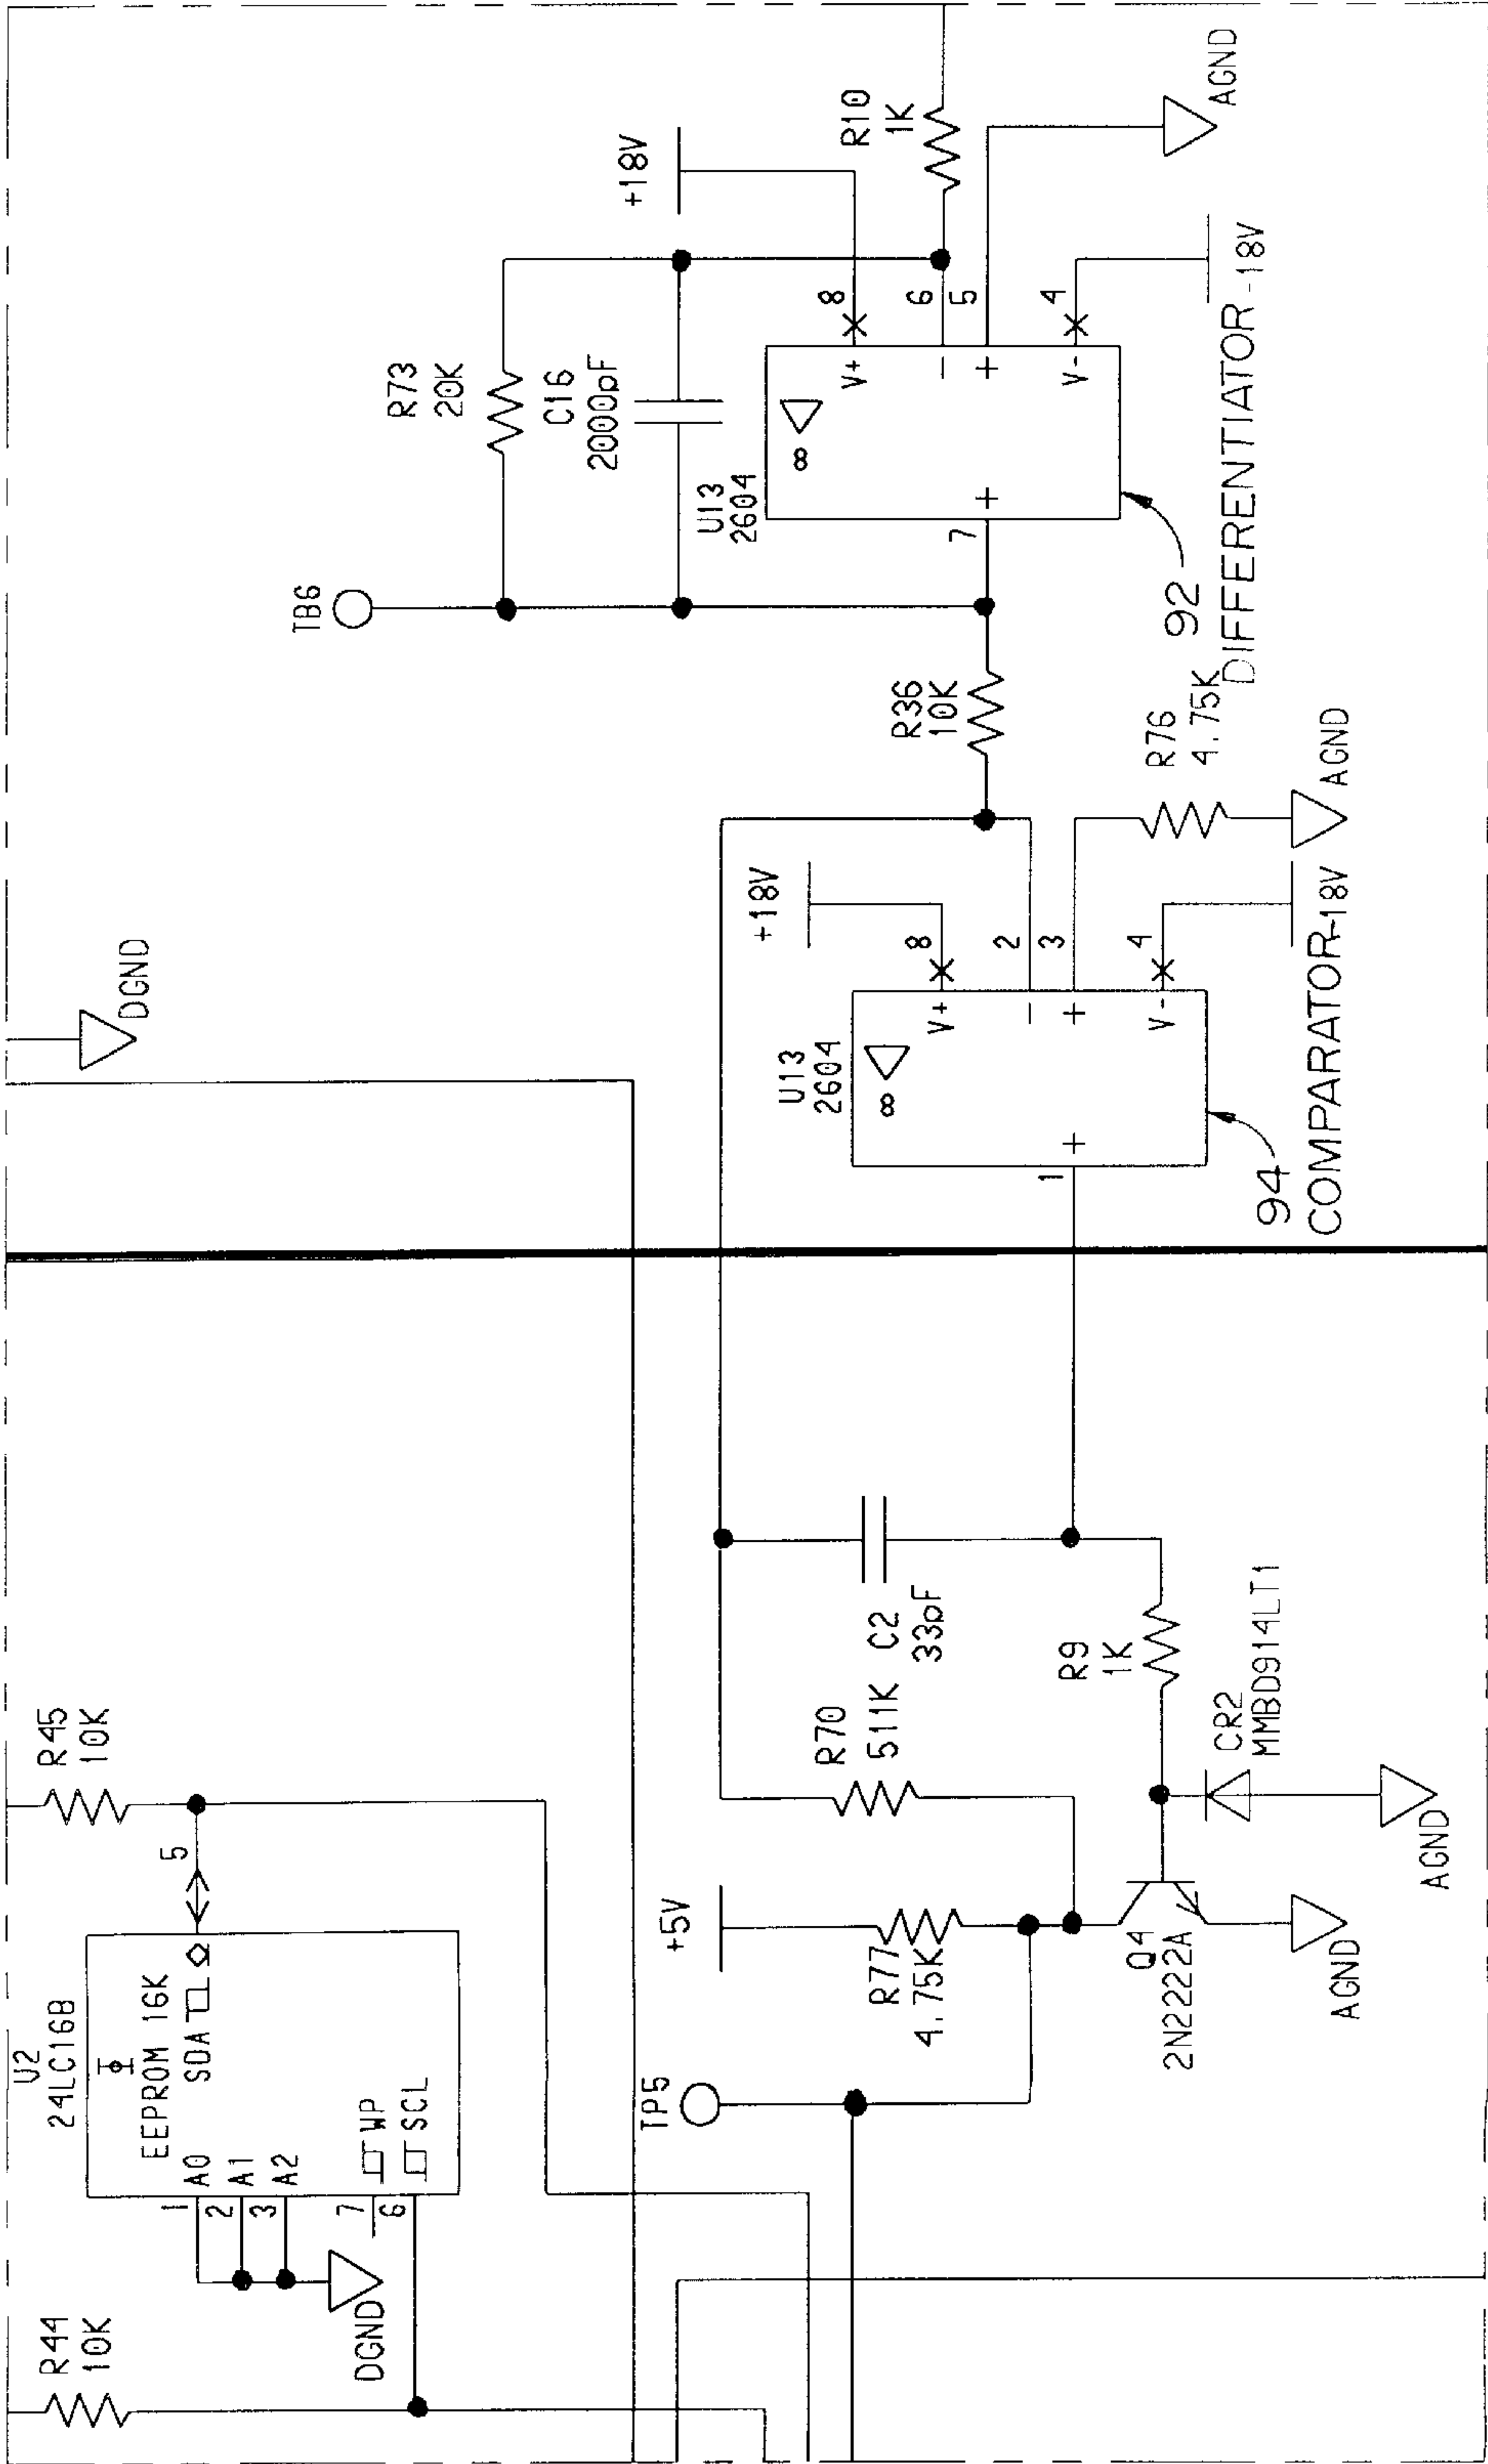 R44
10K
U2
24LC16B
EEPROM 16K
1
A0
2
A1
3
A2
SDA
5
7
WP
6
SCL
DGND
R45
10K
DGND
TP5
+5V
R77
4.75K
R70
511K
C2
33pF
R9
1K
Q4
2N2222A
AGND
CR2
MMBD914LT1
AGND
U13
2604
∞
V+
8
+18V
2
−
3
+
4
V-
-18V
1
+
94
COMPARATOR
R76
4.75K
AGND
R36
10K
TB6
R73
20K
C16
2000pF
U13
2604
∞
V+
8
+18V
6
−
5
+
4
V-
-18V
7
+
92
DIFFERENTIATOR
R10
1K
AGND